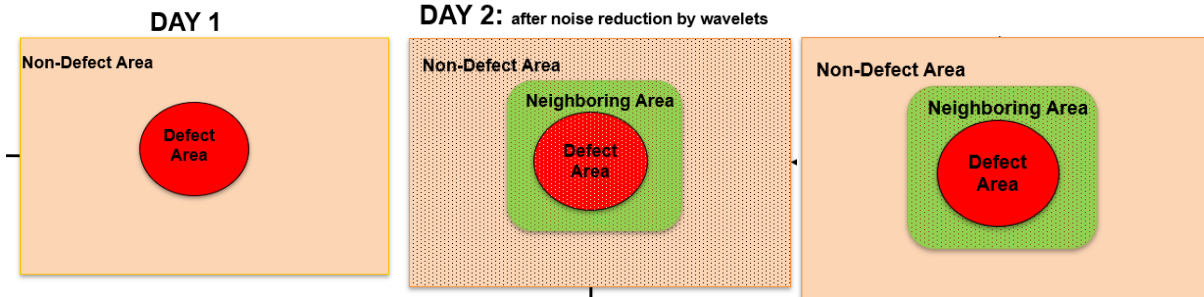 DAY 1
Non-Defect Area
Defect
Area
DAY 2: after noise reduction by wavelets
Non-Defect Area
Neighboring Area
Defect
Area
Non-Defect Area
Neighboring Area
Defect
Area